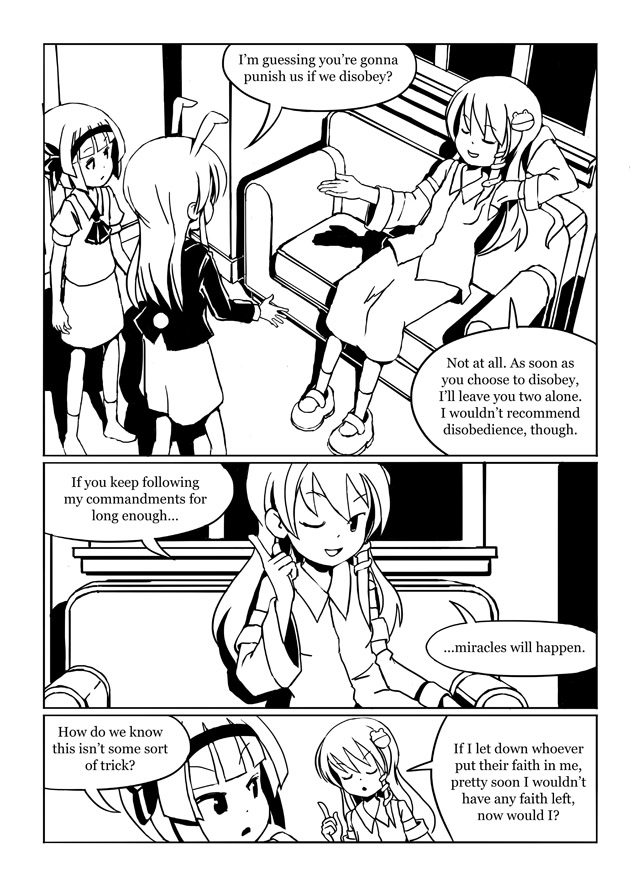 I'm guessing you're gonna
punish us if we disobey?
Not at all. As soon as
you choose to disobey,
I'll leave you two alone.
I wouldn't recommend
disobedience, though.
If you keep following
my commandments for
long enough...
...miracles will happen.
How do we know
this isn't some sort
of trick?
If I let down whoever
put their faith in me,
pretty soon I wouldn't
have any faith left,
now would I?